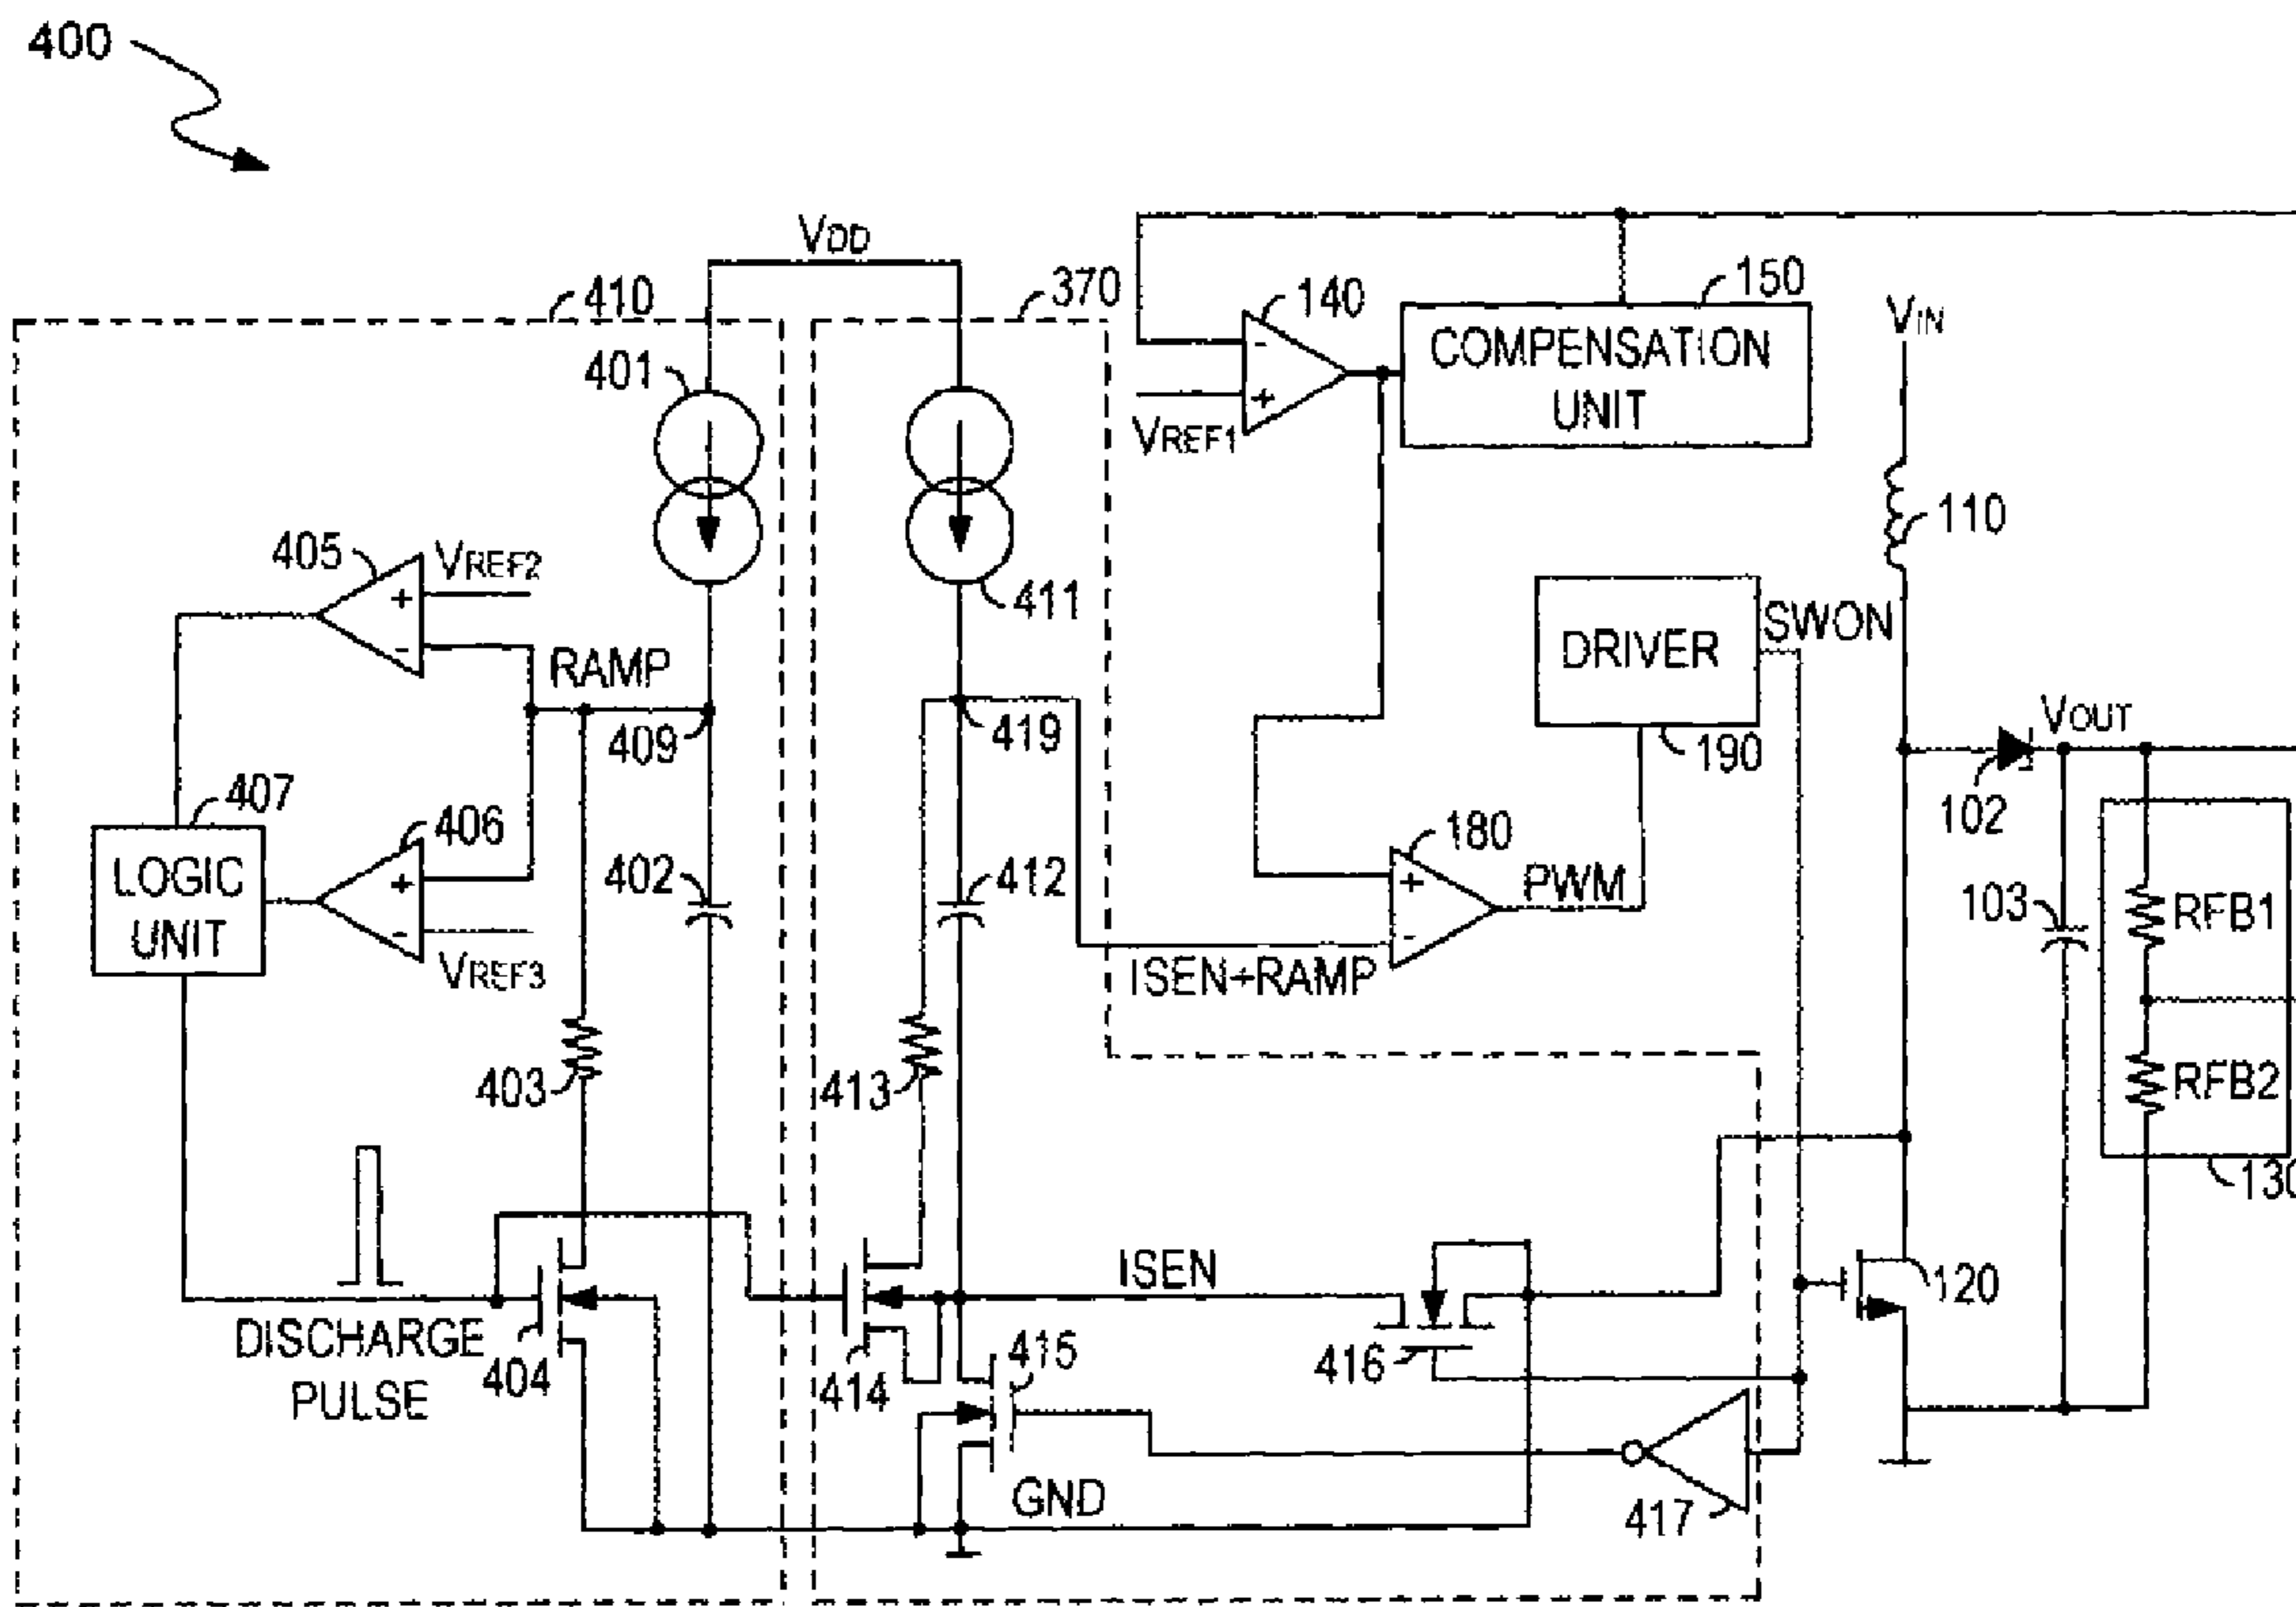 400
VDD
410
370
140
150
COMPENSATION
UNIT
-
+
VREF1
VIN
401
110
405
VREF2
+
-
411
RAMP
DRIVER
SWON
409
419
190
VOUT
102
407
406
LOGIC
UNIT
+
-
VREF3
402
412
180
+
-
PWM
ISEN+RAMP
103
RFB1
RFB2
403
413
130
ISEN
120
DISCHARGE
PULSE
404
414
415
416
GND
417